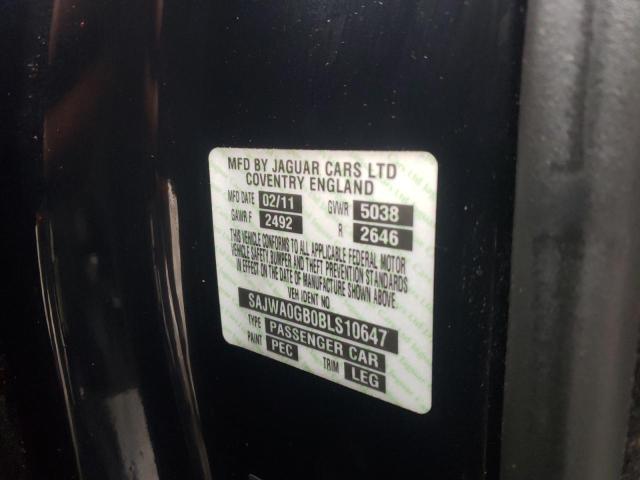 MFD BY JAGUAR CARS LTD
COVENTRY ENGLAND
MFD DATE 02/11 GVWR 5038
GAWR F 2492 R 2646
THIS VEHICLE CONFORMS TO ALL APPLICABLE FEDERAL MOTOR
VEHICLE SAFETY BUMPER AND THEFT PREVENTION STANDARDS
IN EFFECT ON THE DATE OF MANUFACTURE SHOWN ABOVE.
VEH IDENT NO
SAJWA0GB0BLS10647
TYPE PASSENGER CAR
PAINT PEC TRIM LEG